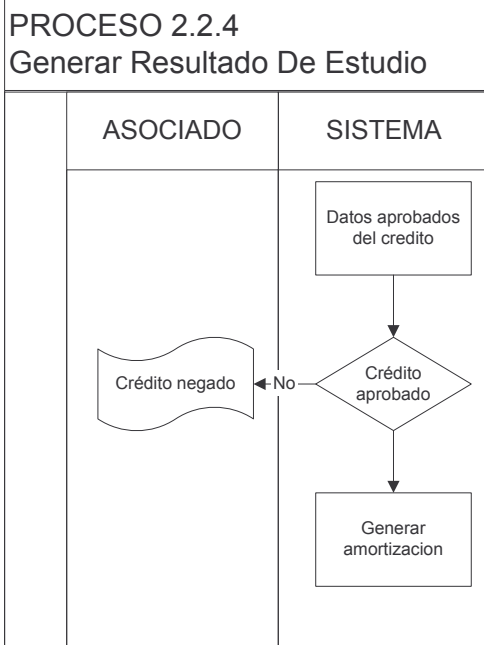 PROCESO 2.2.4
Generar Resultado De Estudio
ASOCIADO
SISTEMA
Datos aprobados
del credito
Crédito negado
No
Crédito
aprobado
Generar
amortizacion